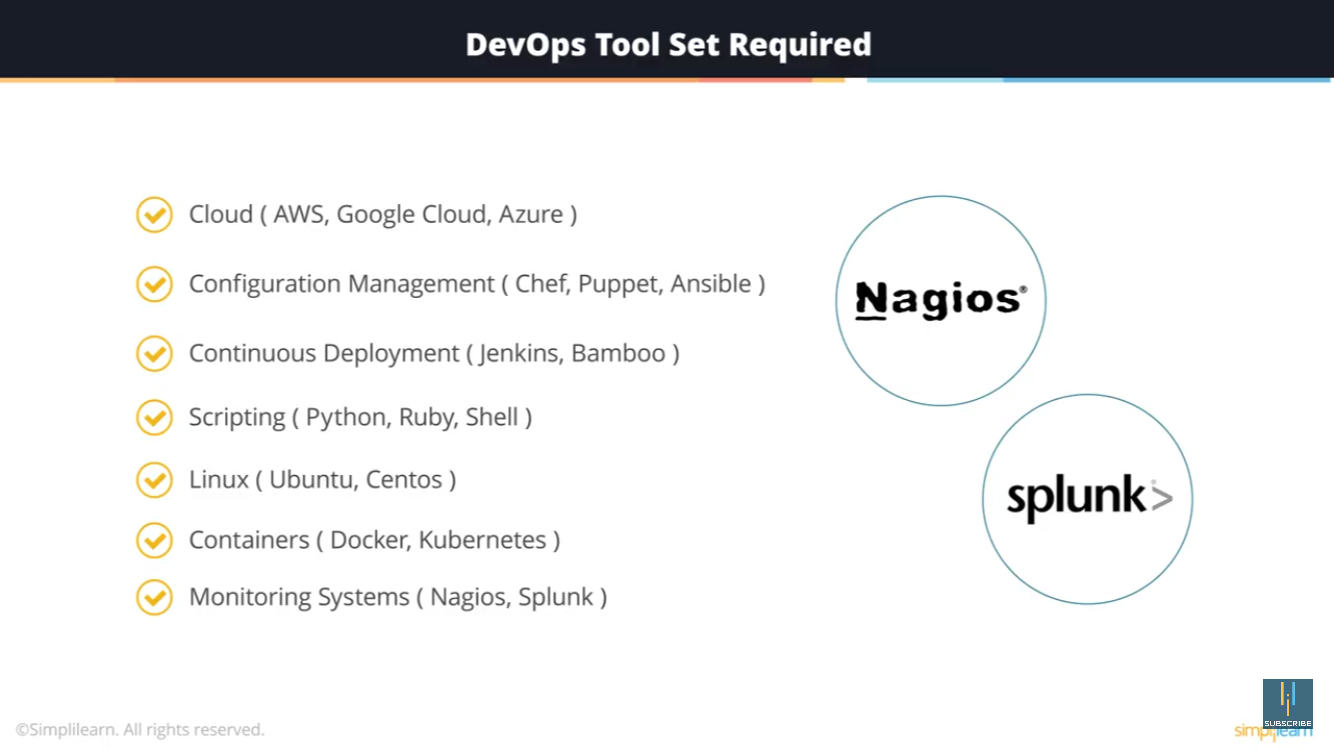 DevOps Tool Set Required
Cloud ( AWS, Google Cloud, Azure )
Configuration Management ( Chef, Puppet, Ansible )
Continuous Deployment ( Jenkins, Bamboo )
Scripting ( Python, Ruby, Shell )
Linux ( Ubuntu, Centos )
Containers ( Docker, Kubernetes )
Monitoring Systems ( Nagios, Splunk )
Nagios®
splunk>
©Simplilearn. All rights reserved.
SUBSCRIBE
simplilearn